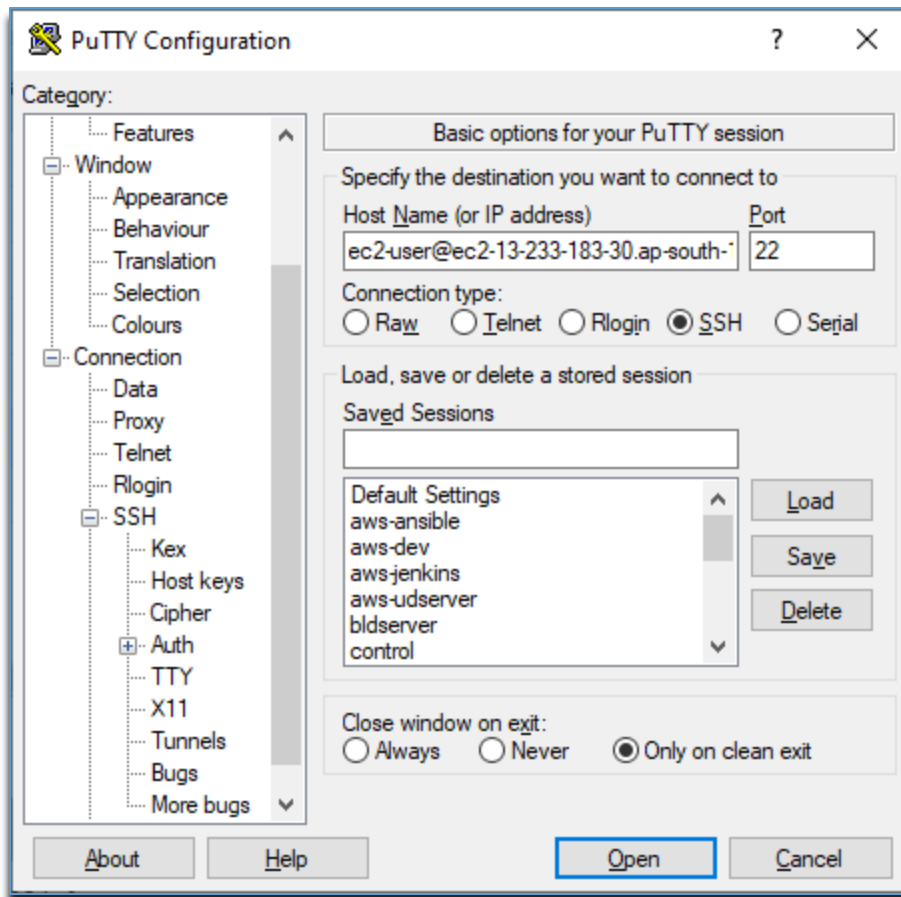 PuTTY Configuration
?
Category:
Features
Window
Appearance
Behaviour
Translation
Selection
Colours
Connection
Data
Proxy
Telnet
Rlogin
SSH
Kex
Host keys
Cipher
Auth
TTY
X11
Tunnels
Bugs
More bugs
Basic options for your PuTTY session
Specify the destination you want to connect to
Host Name (or IP address) Port
ec2-user@ec2-13-233-183-30.ap-south- 22
Connection type:
Raw Telnet Rlogin SSH Serial
Load, save or delete a stored session
Saved Sessions
Default Settings
aws-ansible
aws-dev
aws-jenkins
aws-udserver
bldserver
control
Load
Save
Delete
Close window on exit:
Always Never Only on clean exit
About Help Open Cancel